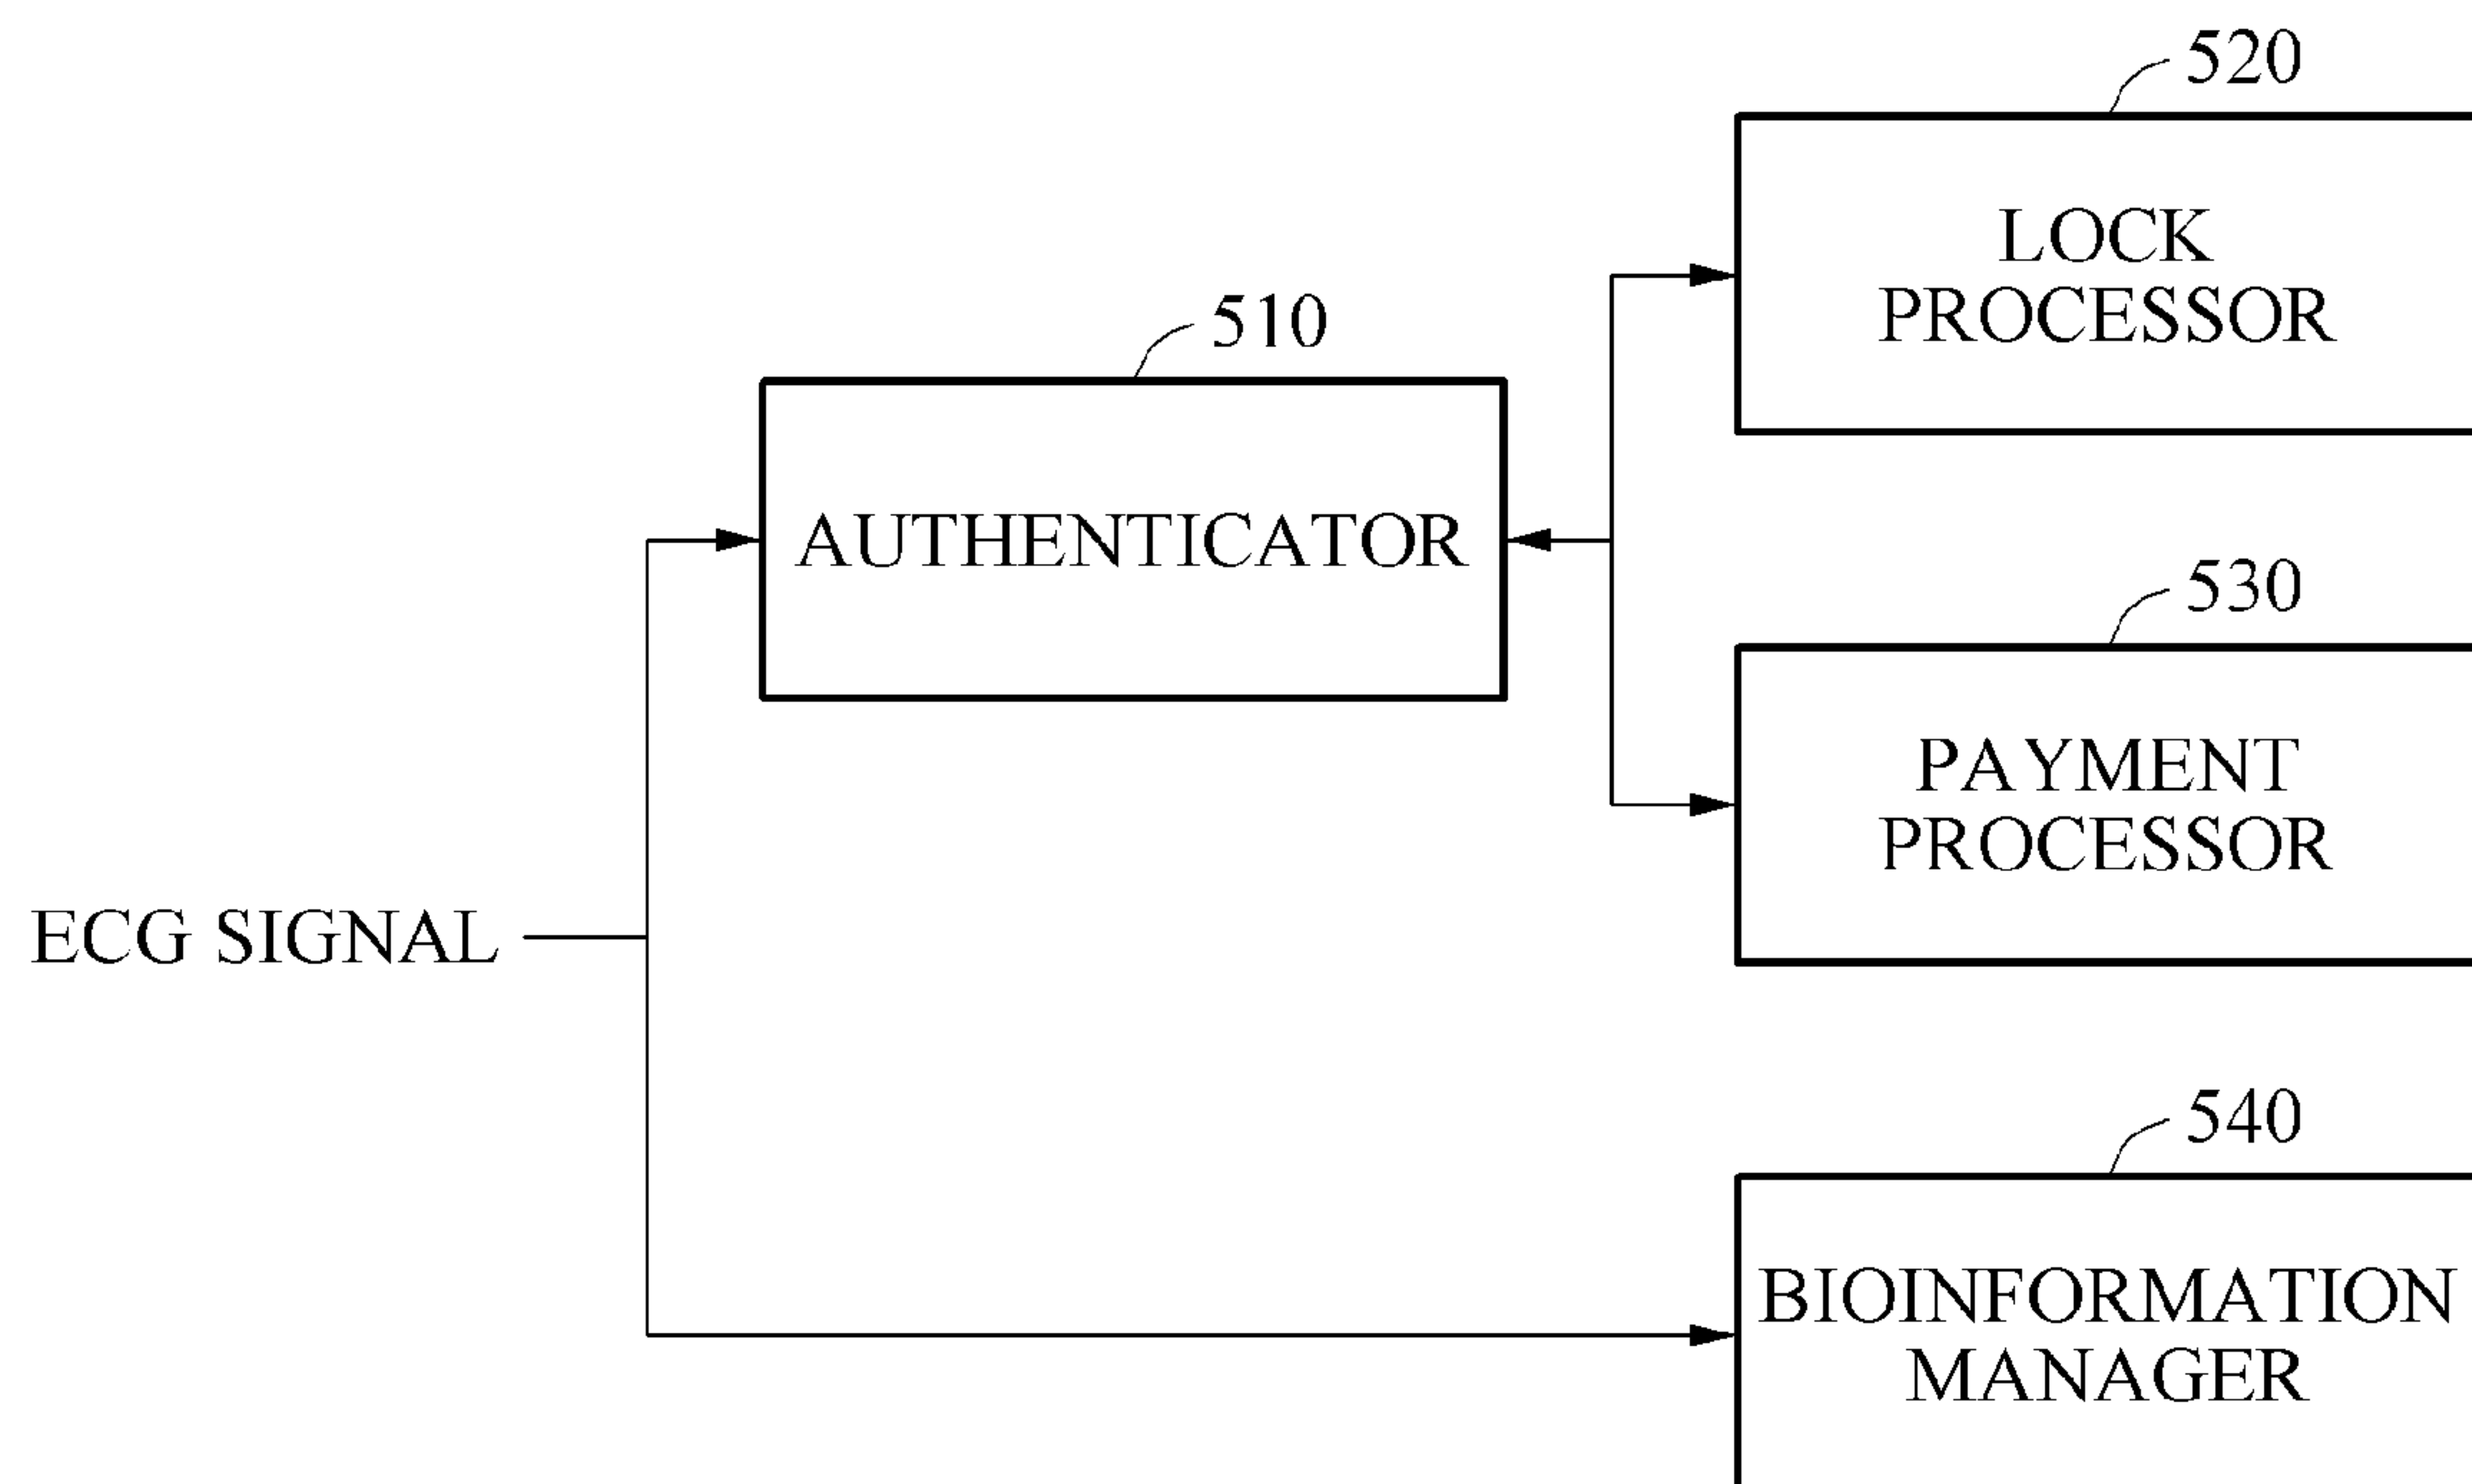 520
LOCK
PROCESSOR
510
AUTHENTICATOR
530
PAYMENT
PROCESSOR
ECG SIGNAL
540
BIOINFORMATION
MANAGER